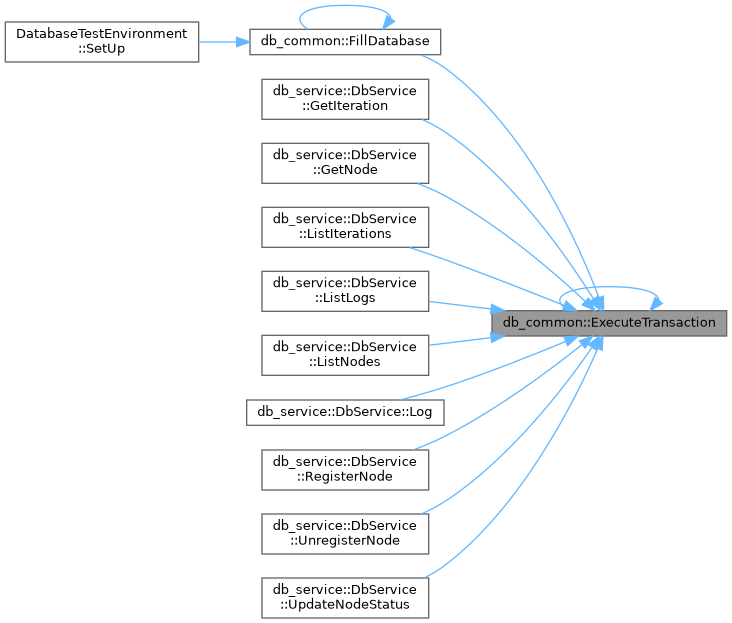 DatabaseTestEnvironment
::SetUp
db_common::FillDatabase
db_service::DbService
::GetIteration
db_service::DbService
::GetNode
db_service::DbService
::ListIterations
db_service::DbService
::ListLogs
db_common::ExecuteTransaction
db_service::DbService
::ListNodes
db_service::DbService::Log
db_service::DbService
::RegisterNode
db_service::DbService
::UnregisterNode
db_service::DbService
::UpdateNodeStatus